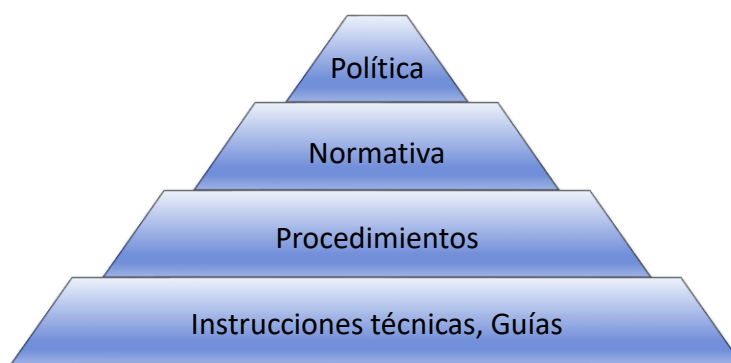 Política
Normativa
Procedimientos
Instrucciones técnicas, Guías